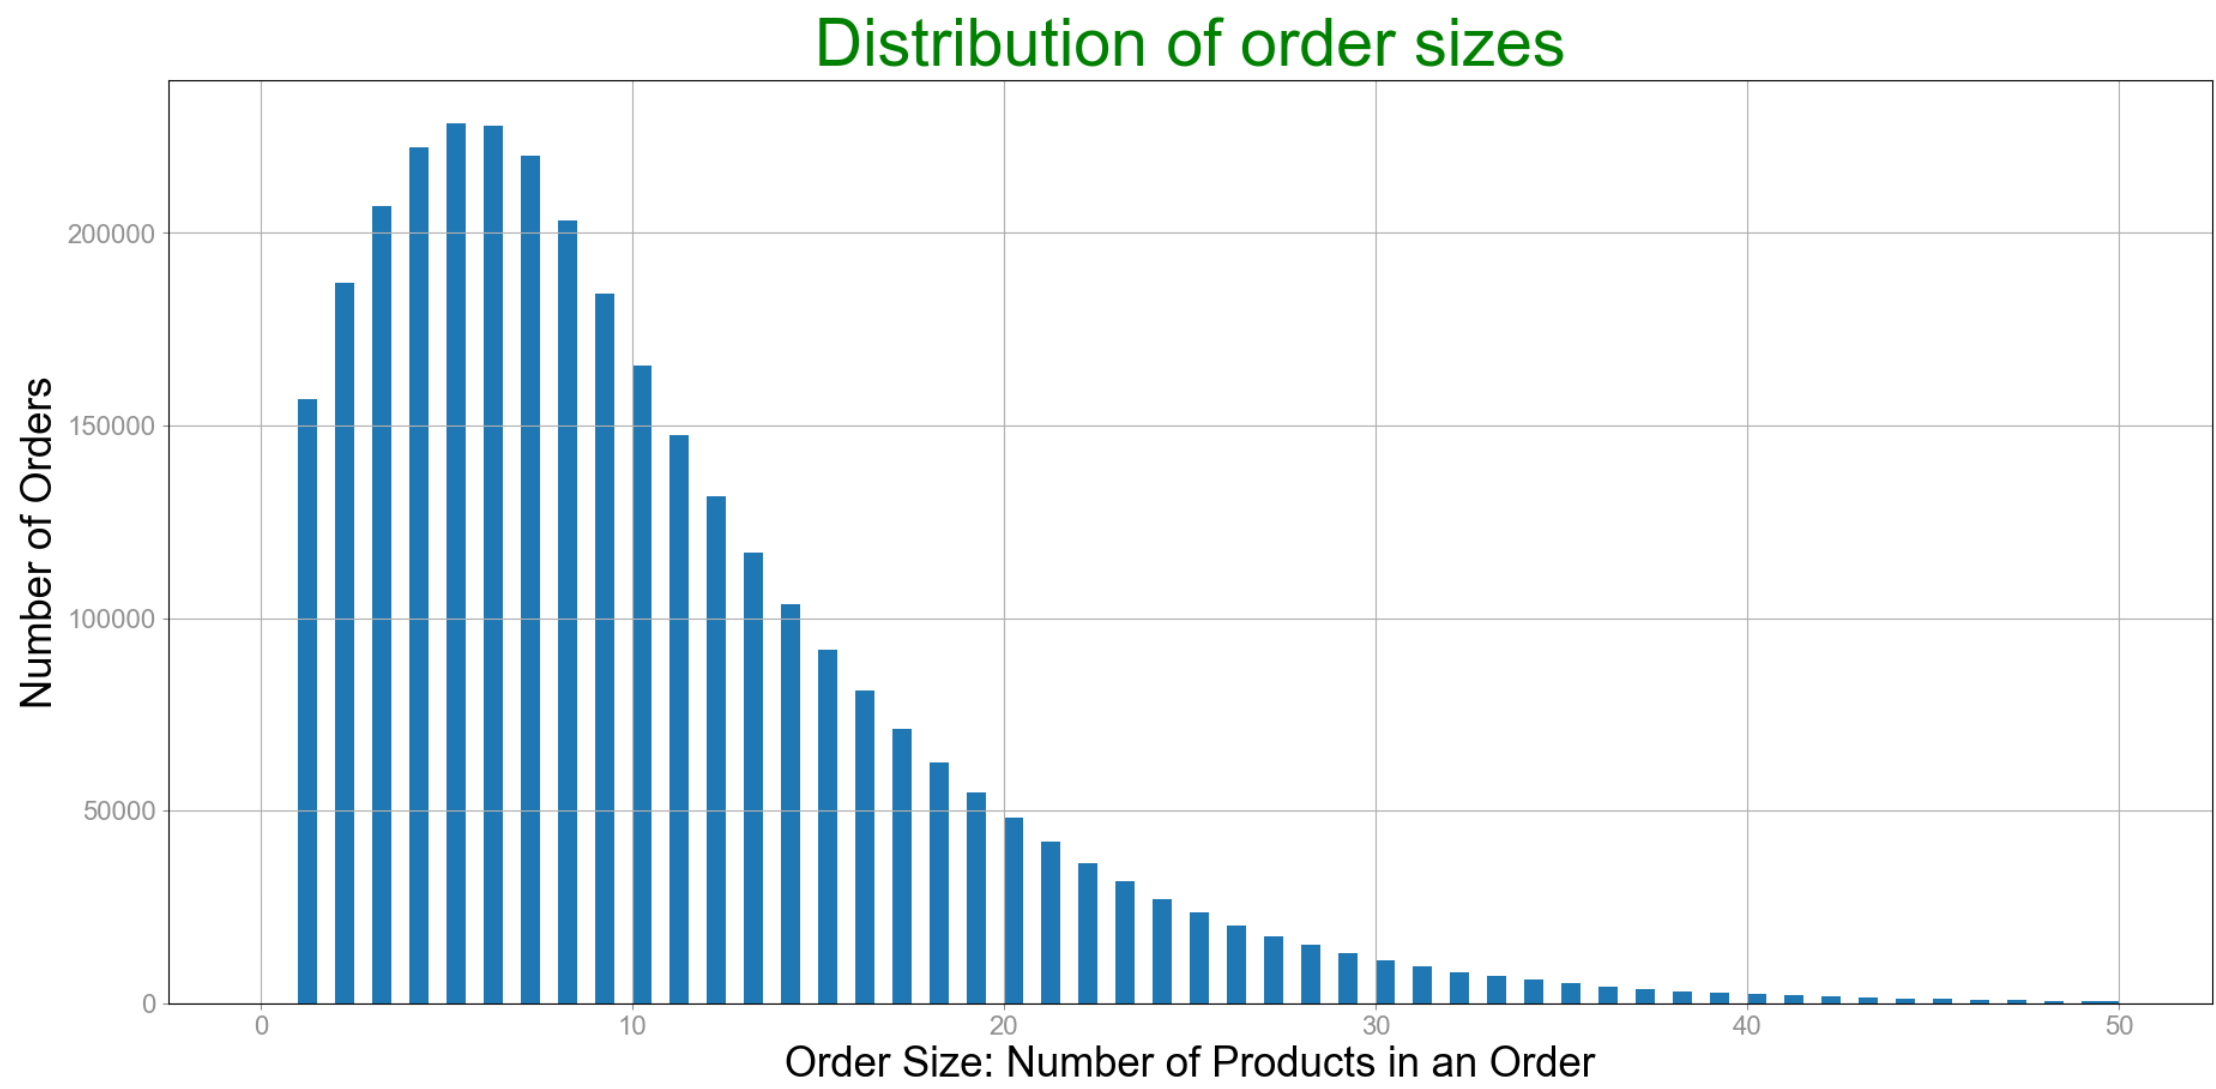 Distribution of order sizes
Number of Orders
200000
150000
100000
50000
0
0 10 20 30 40 50
Order Size: Number of Products in an Order